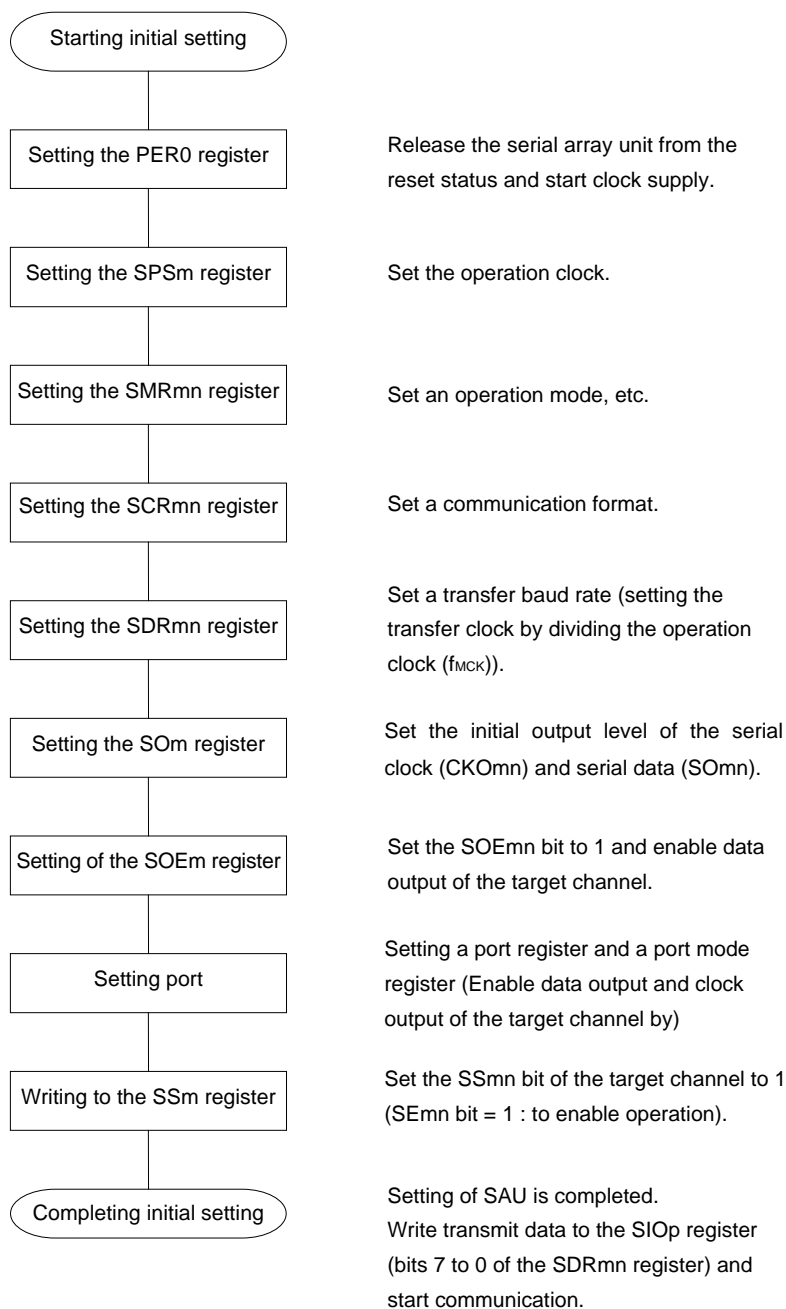 Starting initial setting
Setting the PER0 register
Release the serial array unit from the
reset status and start clock supply.
Setting the SPSm register
Set the operation clock.
Setting the SMRmn register
Set an operation mode, etc.
Setting the SCRmn register
Set a communication format.
Setting the SDRmn register
Set a transfer baud rate (setting the
transfer clock by dividing the operation
clock (fMCK)).
Setting the SOm register
Set the initial output level of the serial
clock (CKOmn) and serial data (SOmn).
Setting of the SOEm register
Set the SOEmn bit to 1 and enable data
output of the target channel.
Setting port
Setting a port register and a port mode
register (Enable data output and clock
output of the target channel by)
Writing to the SSm register
Set the SSmn bit of the target channel to 1
(SEmn bit = 1 : to enable operation).
Completing initial setting
Setting of SAU is completed.
Write transmit data to the SIOp register
(bits 7 to 0 of the SDRmn register) and
start communication.